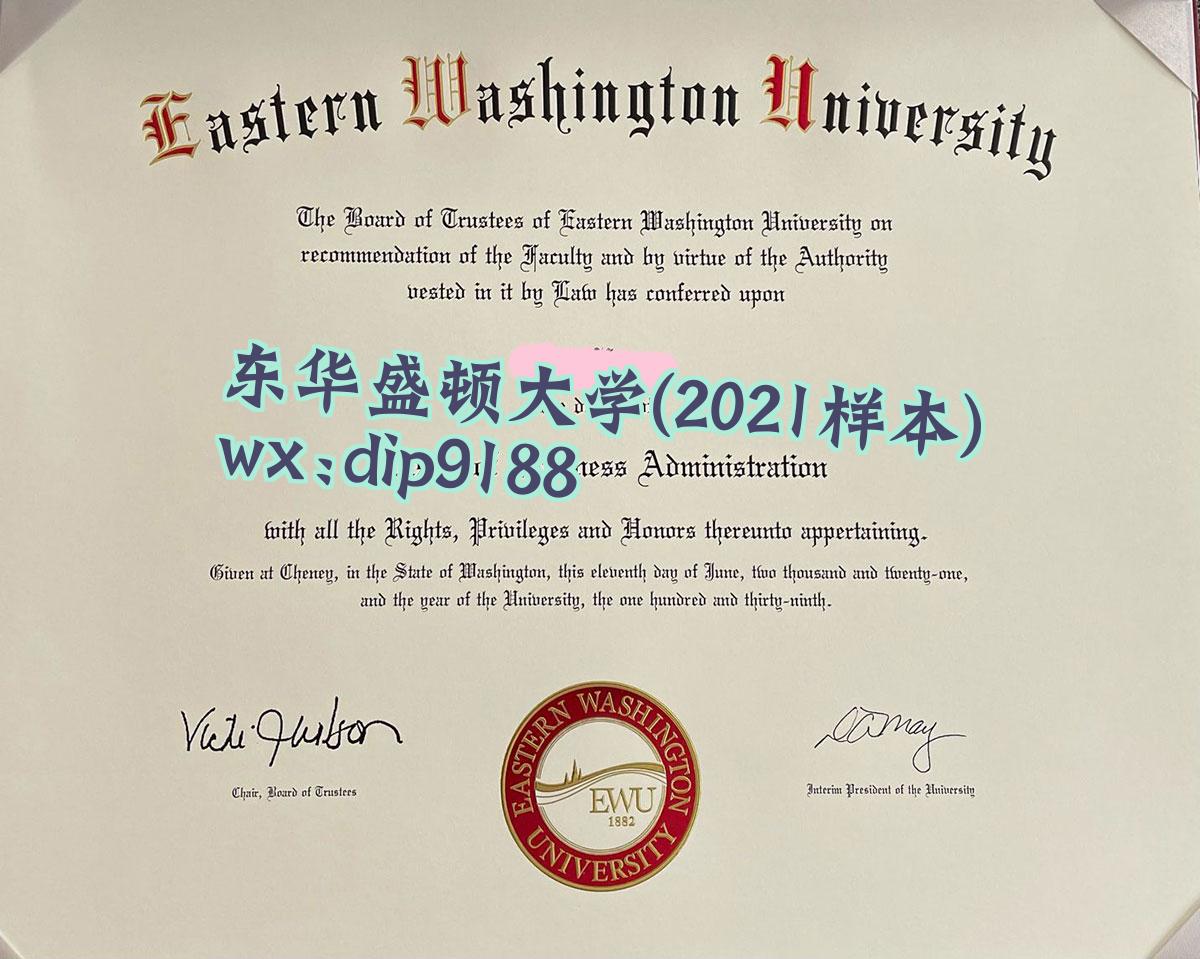 Eastern Washington University
The Board of Trustees of Eastern Washington University on
recommendation of the Faculty and by virtue of the Authority
vested in it by Law has conferred upon
东华盛顿大学(2021样本)
wx:dip9188
Administration
with all the Rights, Privileges and Honors thereunto appertaining.
Given at Cheney, in the State of Washington, this eleventh day of June, two thousand and twenty-one,
and the year of the University, the one hundred and thirty-ninth.
Chair, Board of Trustees
Interim President of the University
EASTERN WASHINGTON
EWU
1882
UNIVERSITY